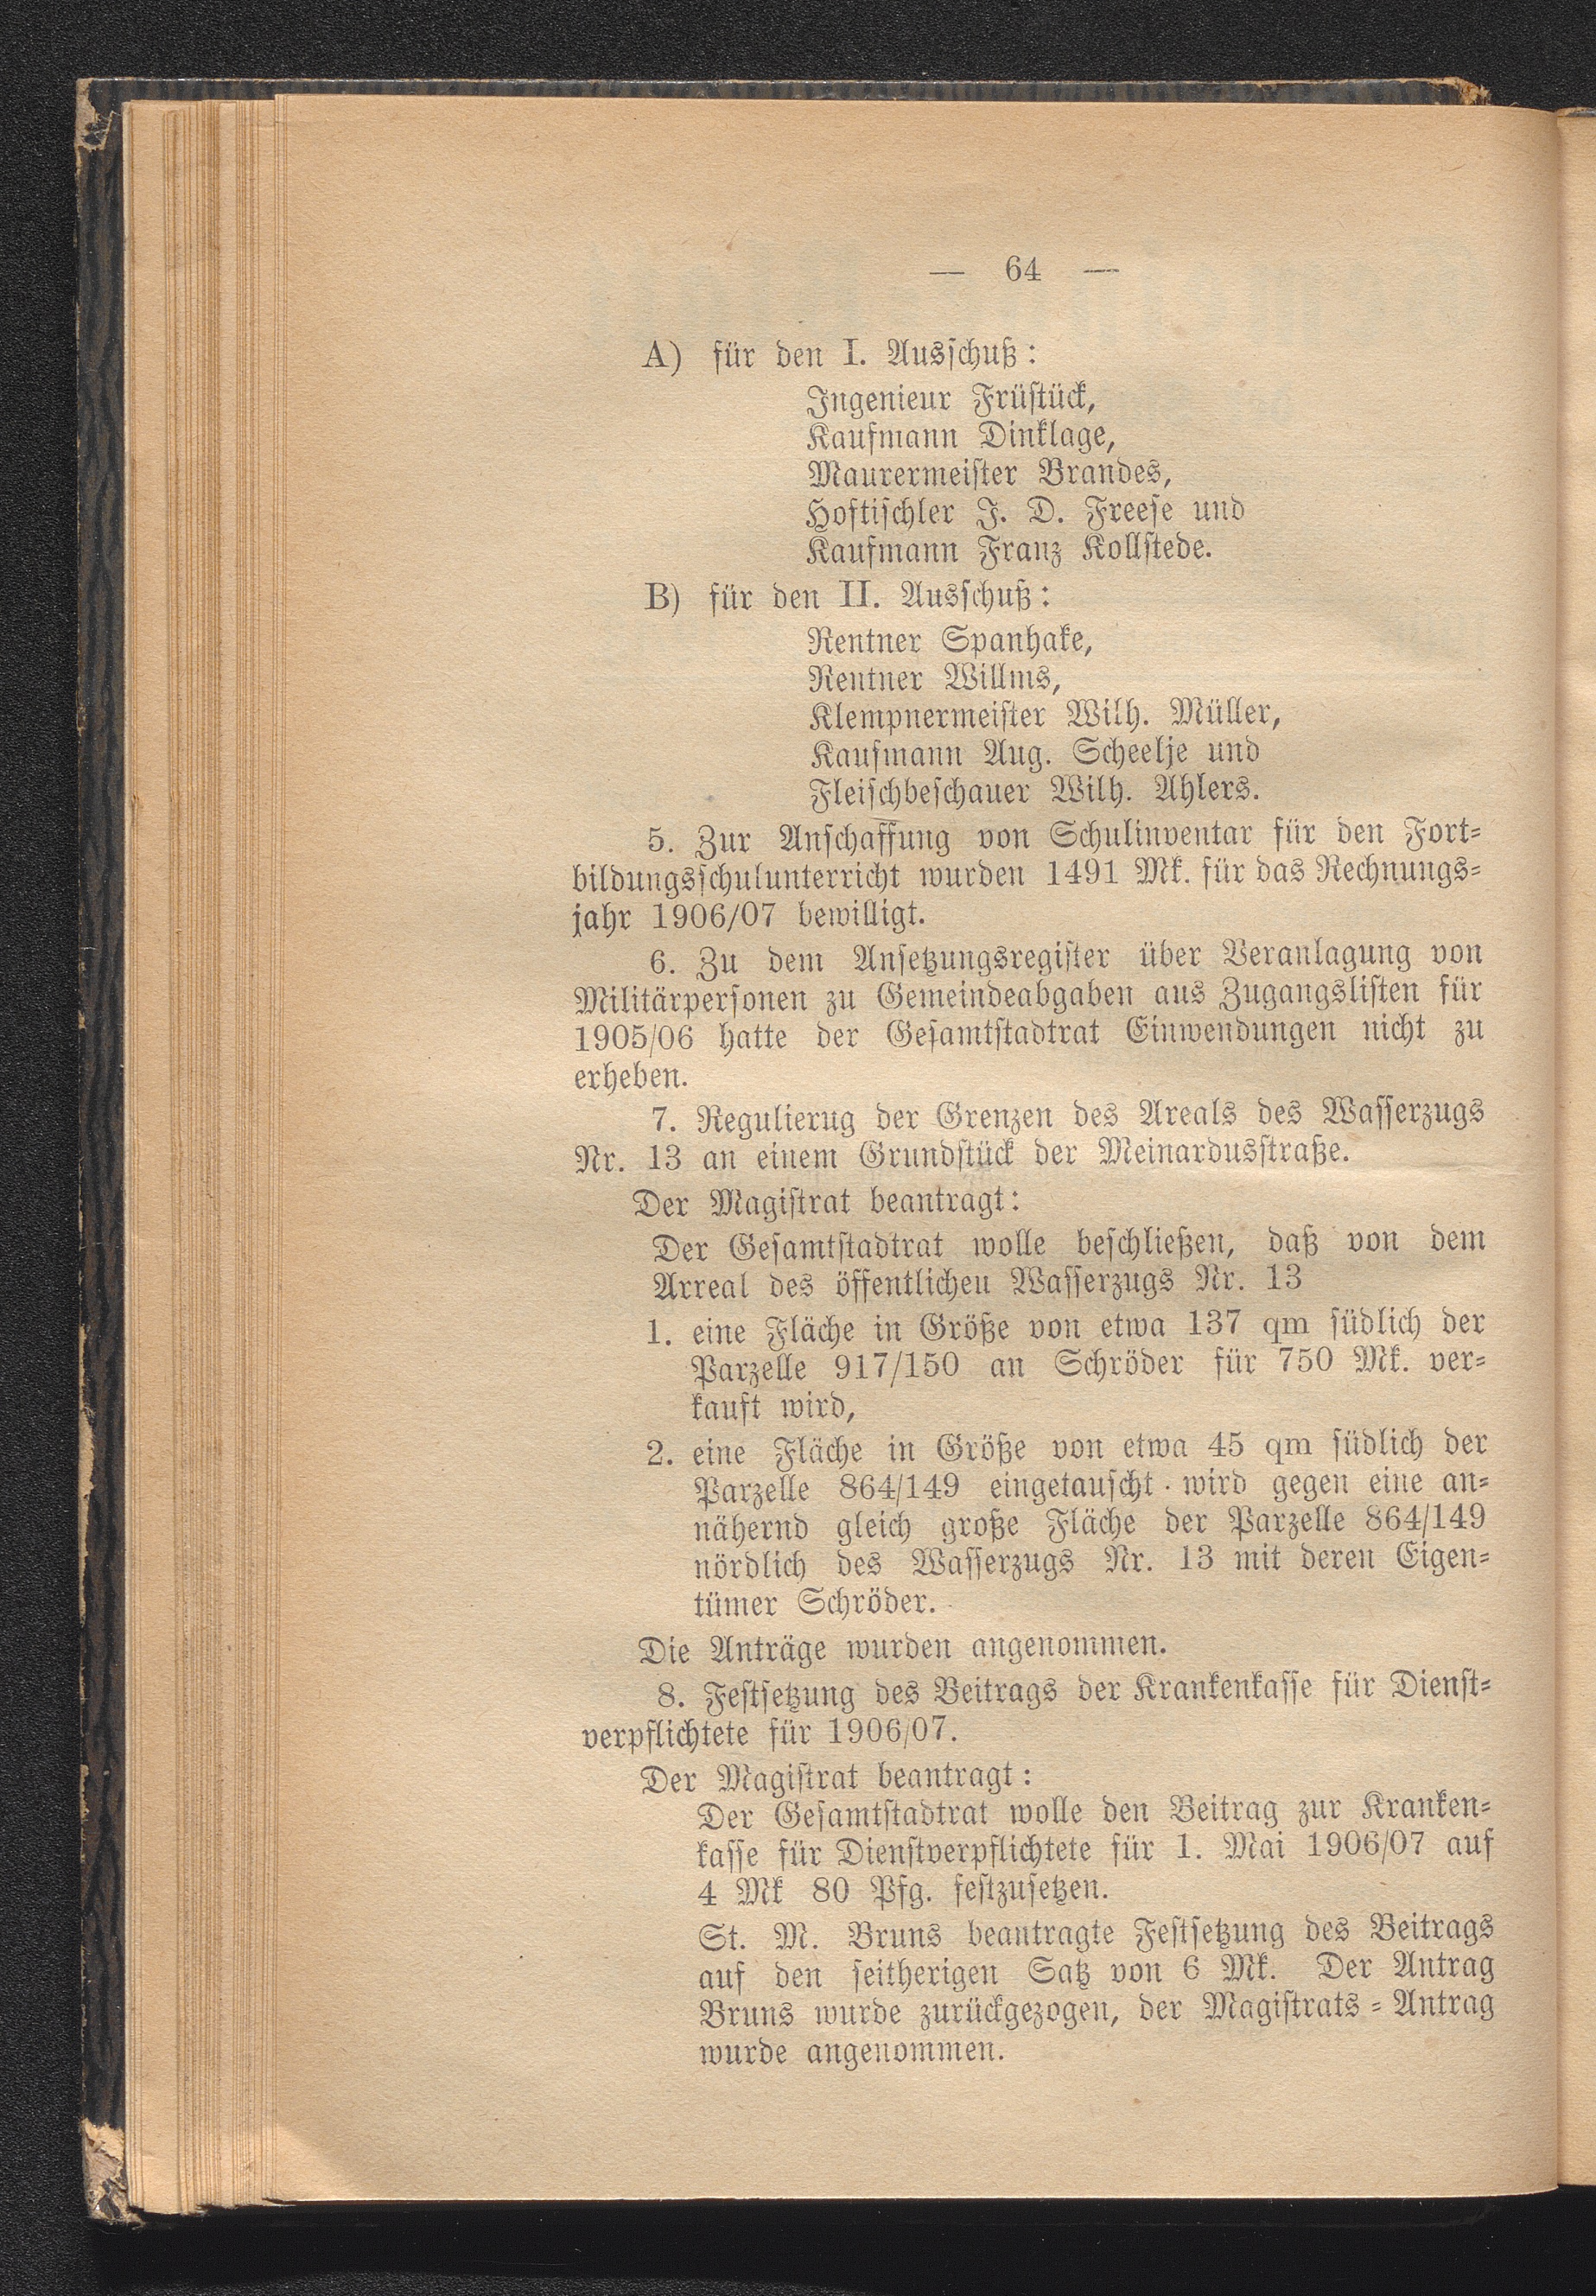 — 64 —
A) für den I. Ausschuß:
Ingenieur Früstück,
Kaufmann Dinklage,
Maurermeister Brandes,
Hoftischler J. D. Freese und
Kaufmann Franz Kollstede.
B) für den II. Ausschuß:
Rentner Spanhake,
Rentner Willms,
Klempnermeister Wilh. Müller,
Kaufmann Aug. Scheelje und
Fleischbeschauer Wilh. Ahlers.
5. Zur Anschaffung von Schulinventar für den Fort-
bildungsschulunterricht wurden 1491 Mk. für das Rechnungs-
jahr 1906/07 bewilligt.
6. Zu dem Ansetzungsregister über Veranlagung von
Militärpersonen zu Gemeindeabgaben aus Zugangslisten für
1905/06 hatte der Gesamtstadtrat Einwendungen nicht zu
erheben.
7. Regulierug der Grenzen des Areals des Wasserzugs
Nr. 13 an einem Grundstück der Meinardusstraße.
Der Magistrat beantragt:
Der Gesamtstadtrat wolle beschließen, daß von dem
Arreal des öffentlicheu Wasserzugs Nr. 13
1. eine Fläche in Größe von etwa 137 qm südlich der
Parzelle 917/150 an Schröder für 750 Mk. ver-
kauft wird,
2. eine Fläche in Größe von etwa 45 qm südlich der
Parzelle 864/149 eingetauscht wird gegen eine an-
nähernd gleich große Fläche der Parzelle 864/149
nördlich des Wasserzugs Nr. 13 mit deren Eigen-
tümer Schröder.
Die Anträge wurden angenommen.
8. Festsetzung des Beitrags der Krankenkasse für Dienst-
verpflichtete für 1906/07.
Der Magistrat beantragt:
Der Gesamtstadtrat wolle den Beitrag zur Kranken-
kasse für Dienstverpflichtete für 1. Mai 1906/07 auf
4 Mk 80 Pfg. festzusetzen.
St. M. Bruns beantragte Festsetzung des Beitrags
auf den seitherigen Satz von 6 Mk. Der Antrag
Bruns wurde zurückgezogen, der Magistrats-Antrag
wurde angenommen.